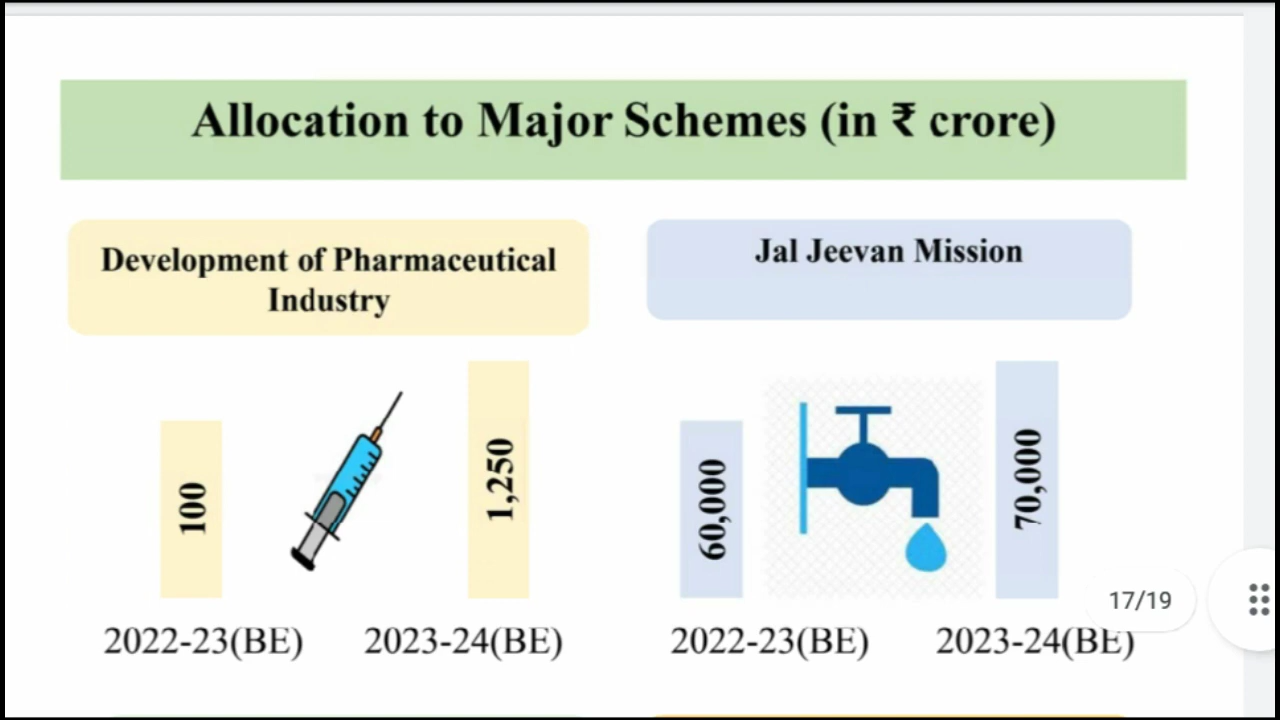 Allocation to Major Schemes (in ₹ crore)
Development of Pharmaceutical
Industry
100
1,250
2022-23(BE)
2023-24(BE)
Jal Jeevan Mission
60,000
70,000
2022-23(BE)
2023-24(BE)
17/19